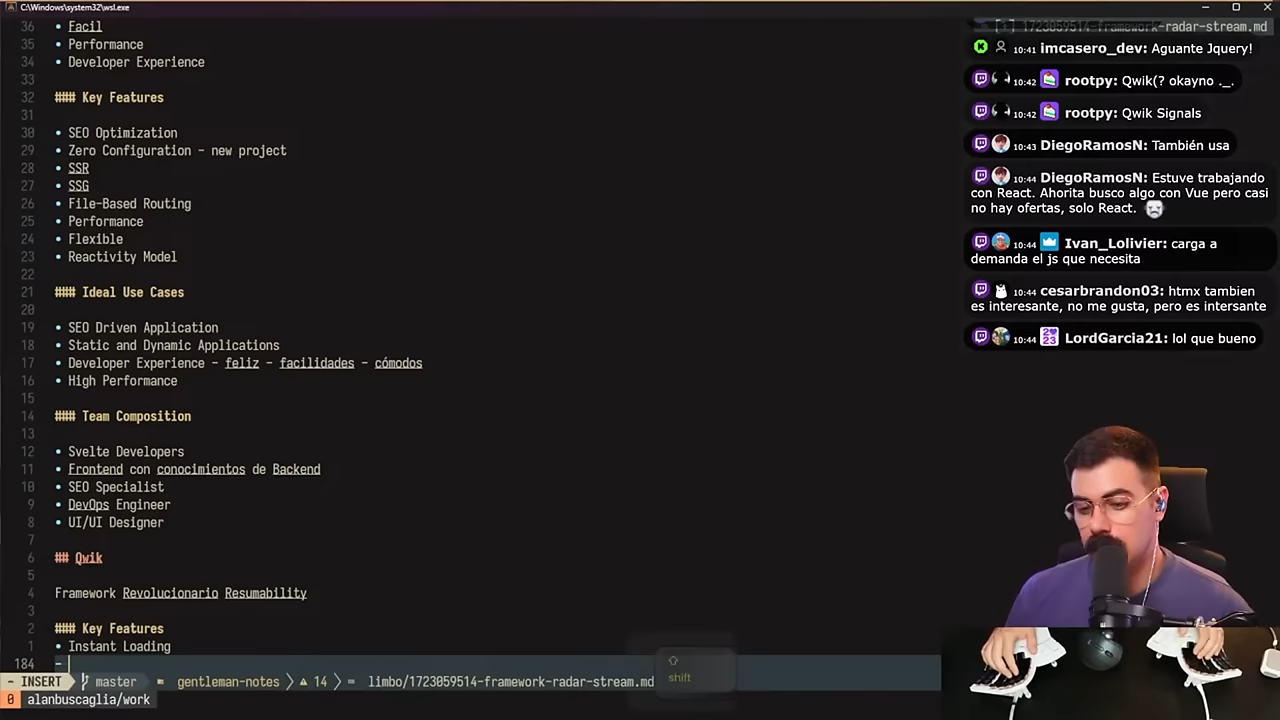 C:\Windows\system32\wsl.exe
36 • Facil
35 • Performance
34 • Developer Experience
33
32 ### Key Features
31
30 • SEO Optimization
29 • Zero Configuration - new project
28 • SSR
27 • SSG
26 • File-Based Routing
25 • Performance
24 • Flexible
23 • Reactivity Model
22
21 ### Ideal Use Cases
20
19 • SEO Driven Application
18 • Static and Dynamic Applications
17 • Developer Experience - feliz - facilidades - cómodos
16 • High Performance
15
14 ### Team Composition
13
12 • Svelte Developers
11 • Frontend con conocimientos de Backend
10 • SEO Specialist
9 • DevOps Engineer
8 • UI/UI Designer
7
6 ## Qwik
5
4 Framework Revolucionario Resumability
3
2 ### Key Features
1 • Instant Loading
184 -
- INSERT master gentleman-notes 14 limbo/1723059514-framework-radar-stream.md
0 alanbuscaglia/work
shift
[+] 1723059514-framework-radar-stream.md
10:41 imcasero_dev: Aguante Jquery!
10:42 rootpy: Qwik(? okayno ._.
10:42 rootpy: Qwik Signals
10:43 DiegoRamosN: También usa
10:44 DiegoRamosN: Estuve trabajando
con React. Ahorita busco algo con Vue pero casi
no hay ofertas, solo React.
10:44 Ivan_Lolivier: carga a
demanda el js que necesita
10:44 cesarbrandon03: htmx tambien
es interesante, no me gusta, pero es intersante
10:44 LordGarcia21: lol que bueno